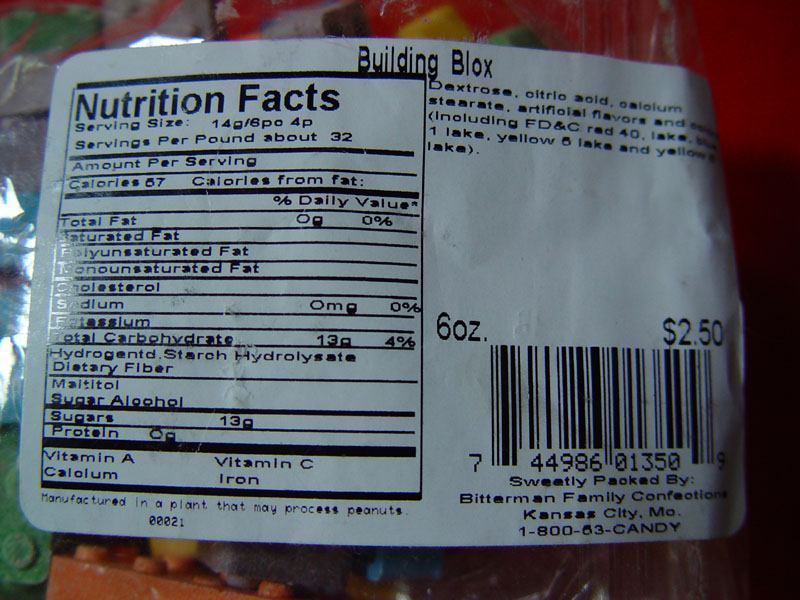 Building Blox
Nutrition Facts
Serving Size: 14g/6pc 4p
Servings Per Pound about 32
Amount Per Serving
Calories 57 Calories from fat:
% Daily Value*
Total Fat 0g 0%
Saturated Fat
Polyunsaturated Fat
Monounsaturated Fat
Cholesterol
Sodium 0mg 0%
Potassium
Total Carbohydrate 13g 4%
Hydrogentd.Starch Hydrolysate
Dietary Fiber
Maltitol
Sugar Alcohol
Sugars 13g
Protein 0g
Vitamin A Vitamin C
Calcium Iron
Manufactured in a plant that may process peanuts.
00021
Dextrose, citric acid, calcium
stearate, artificial flavors and
(including FD&C red 40, lake, blue
1 lake, yellow 5 lake and yellow
lake).
6oz. $2.50
7 44986 01350 9
Sweetly Packed By:
Bitterman Family Confections
Kansas City, Mo.
1-800-53-CANDY